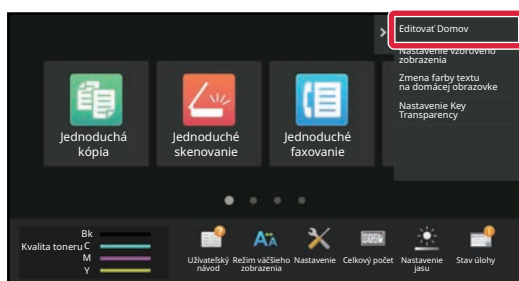 Editovať Domov
Nastavenie vzorového
zobrazenia
Zmena farby textu
na domácej obrazovke
Nastavenie Key
Transparency
Jednoduchá
kópia
Jednoduché
skenovanie
Jednoduché
faxovanie
Kvalita toneru
Bk
C
M
Y
Užívateľský
návod
Režim väčšieho
zobrazenia
Nastavenie
Celkový počet
Nastavenie
jasu
Stav úlohy